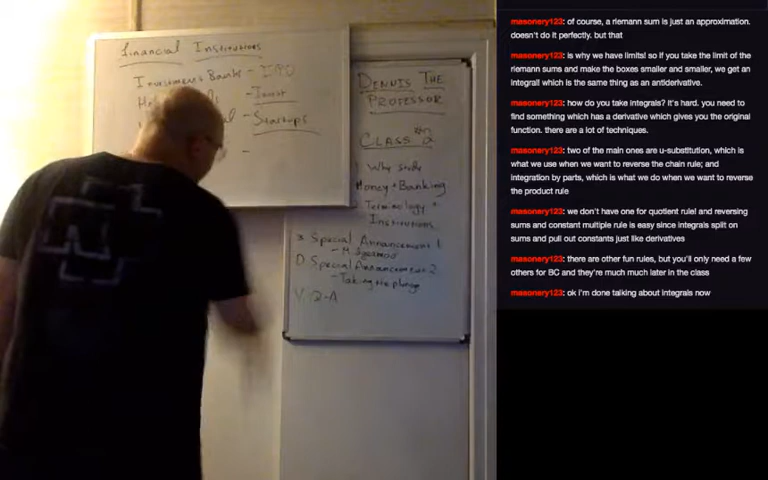 Financial Institutions
Investment Banks - IPO
- Invest
- Startups
-
DENNIS THE
PROFESSOR
CLASS
Why
Money + Banking
Terminology +
Institutions
* Special Announcement 1
D Special Announcement 2
- Taking the plunge
V. Q-A
masonery123: of course, a riemann sum is just an approximation.
doesn't do it perfectly. but that
masonery123: is why we have limits! so if you take the limit of the
riemann sums and make the boxes smaller and smaller, we get an
integral! which is the same thing as an antiderivative.
masonery123: how do you take integrals? it's hard. you need to
find something which has a derivative which gives you the original
function. there are a lot of techniques.
masonery123: two of the main ones are u-substitution, which is
what we use when we want to reverse the chain rule; and
integration by parts, which is what we do when we want to reverse
the product rule
masonery123: we don't have one for quotient rule! and reversing
sums and constant multiple rule is easy since integrals split on
sums and pull out constants just like derivatives
masonery123: there are other fun rules, but you'll only need a few
others for BC and they're much much later in the class
masonery123: ok I'm done talking about integrals now